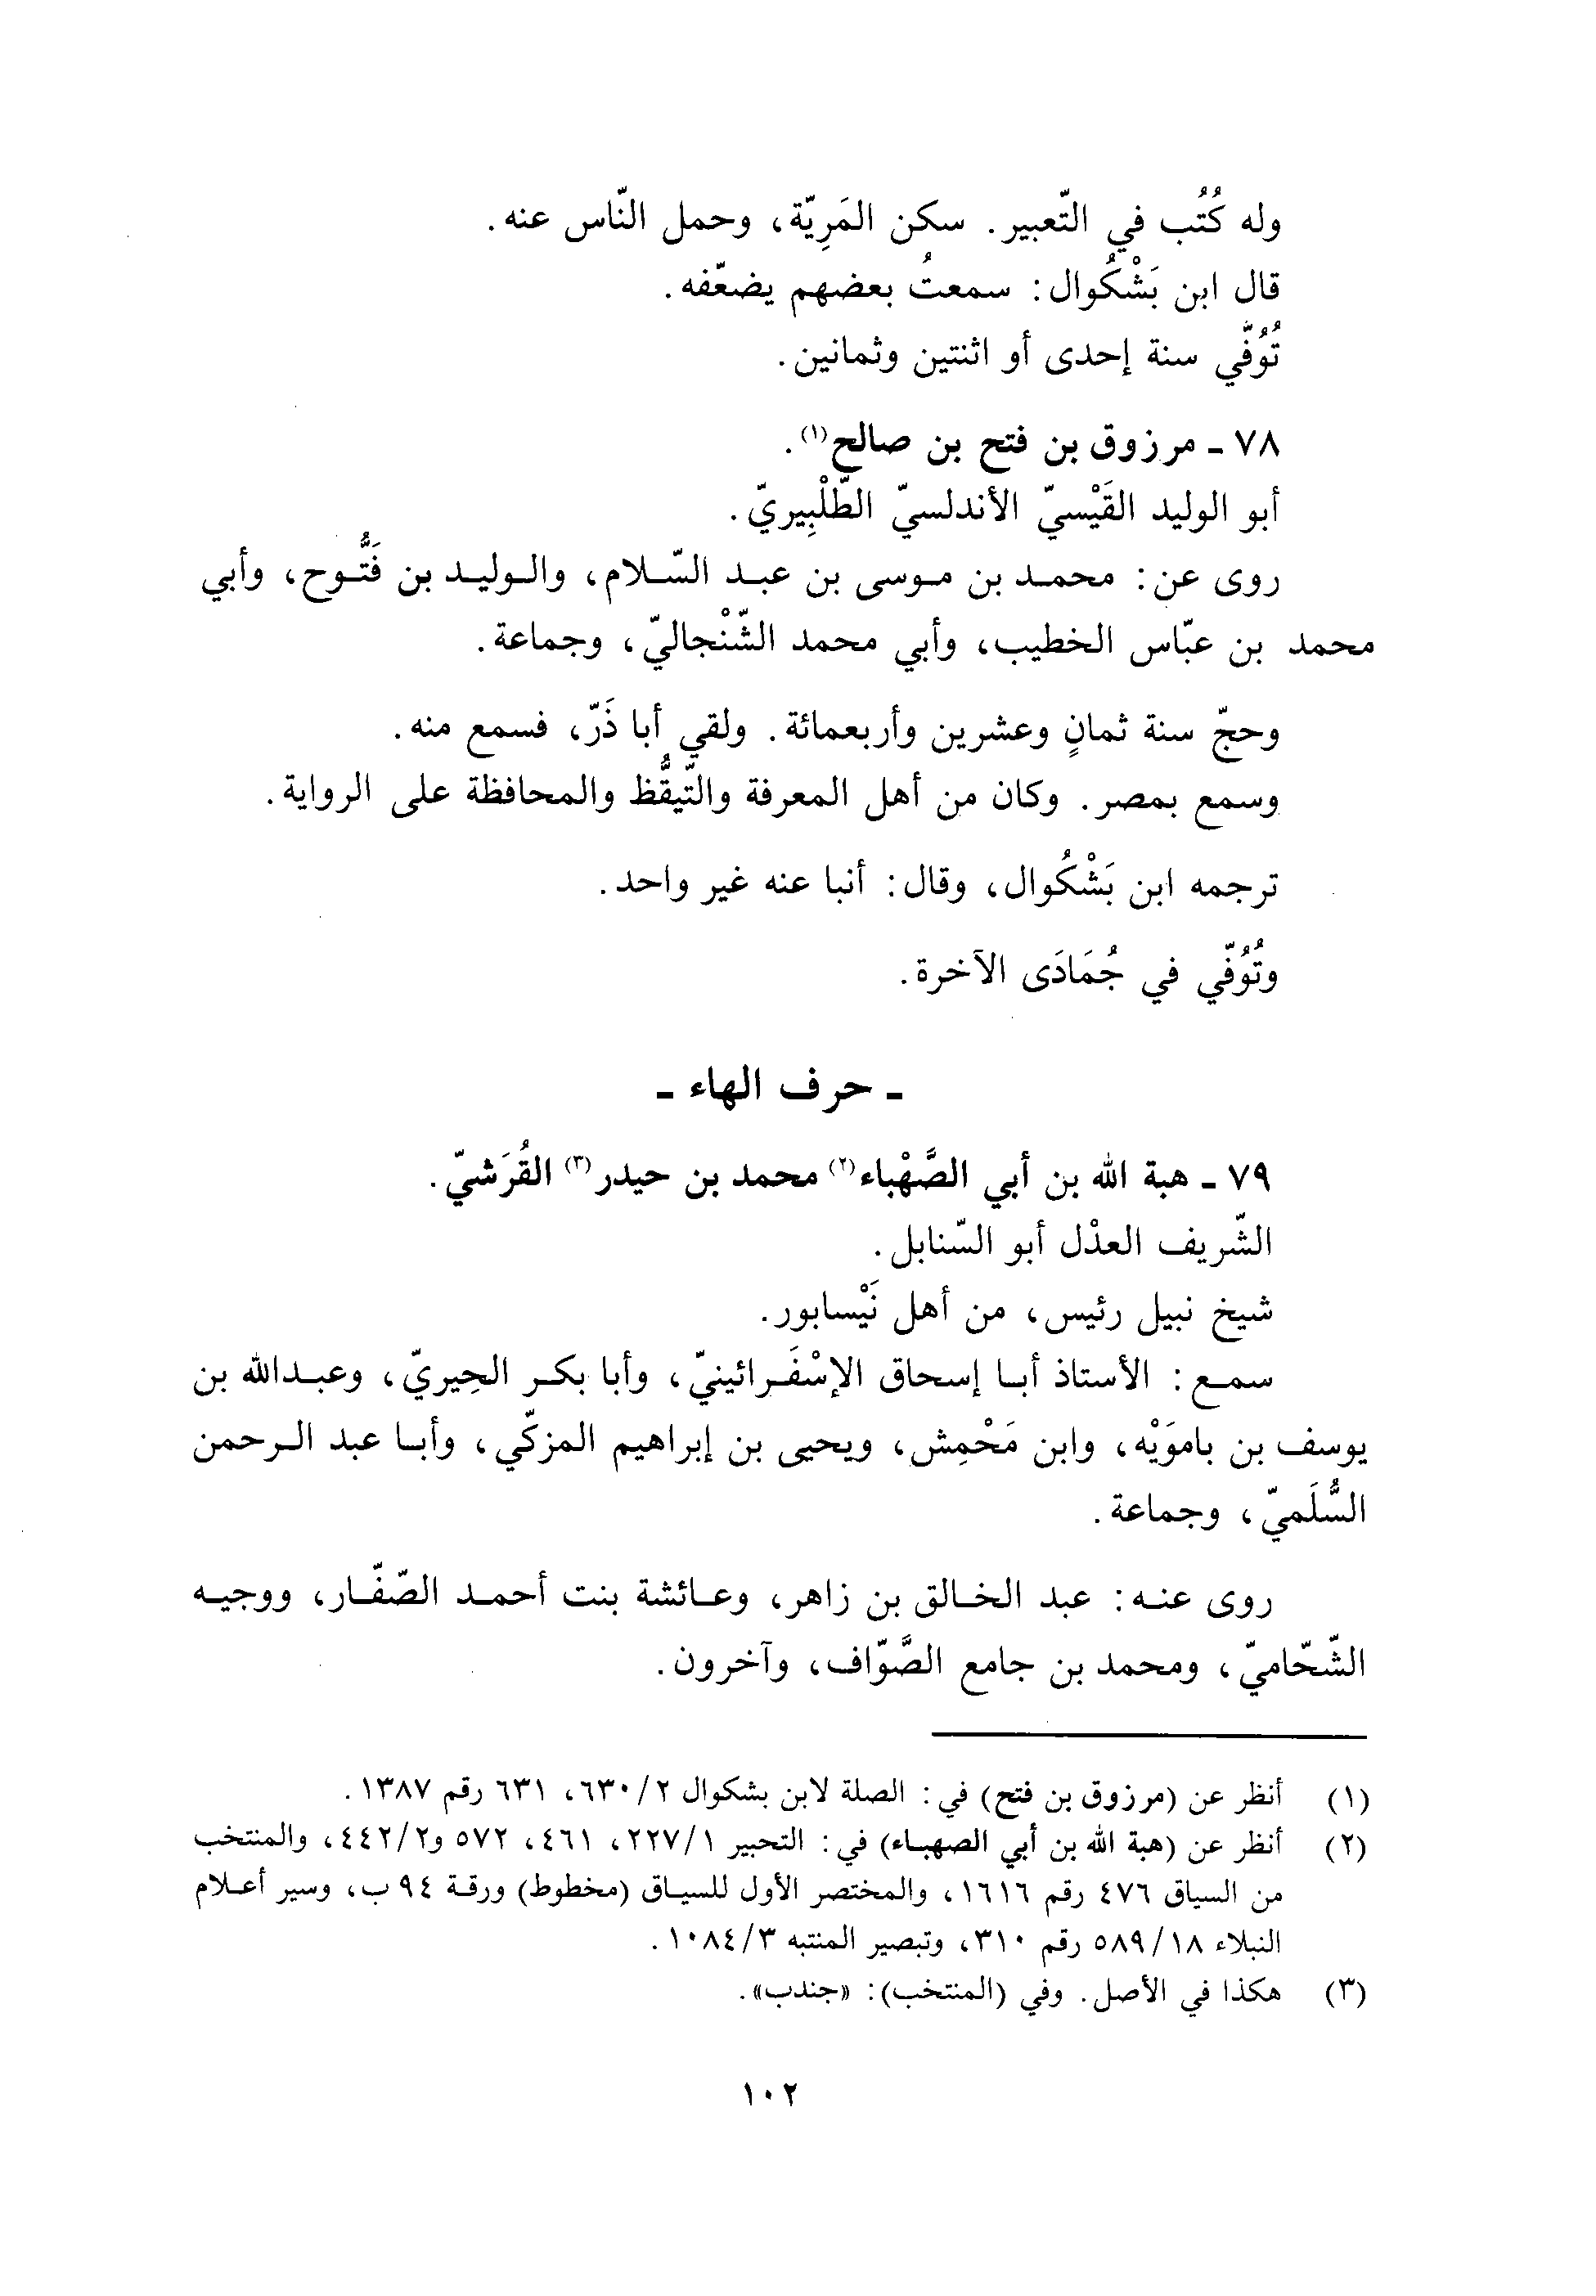 وله كُتُب في التّعبير. سكن المَرِيّة، وحمل النّاس عنه.
قال ابن بَشْكُوال: سمعتُ بعضهم يضعّفه.
تُوُفّي سنة إحدى أو اثنتين وثمانين.
٧٨ - مرزوق بن فتح بن صالح(١).
أبو الوليد القَيْسيّ الأندلسيّ الطَّلْبِيريّ.
روى عن: محمد بن موسى بن عبد السّلام، والوليد بن فَتُّوح، وأبي
محمد بن عبّاس الخطيب، وأبي محمد الشّنْجاليّ، وجماعة.
وحجّ سنة ثمانٍ وعشرين وأربعمائة. ولقي أبا ذَرّ، فسمع منه.
وسمع بمصر. وكان من أهل المعرفة والتّيقُّظ والمحافظة على الرواية.
ترجمه ابن بَشْكُوال، وقال: أنبا عنه غير واحد.
وتُوُفّي في جُمَادَى الآخرة.
- حرف الهاء -
٧٩ - هبة الله بن أبي الصَّهْباء(٢) محمد بن حيدر(٣) القُرَشيّ.
الشّريف العدْل أبو السّنابل.
شيخ نبيل رئيس، من أهل نَيْسابور.
سمع: الأستاذ أبا إسحاق الإسْفَرائينيّ، وأبا بكر الحِيريّ، وعبدالله بن
يوسف بن بامَوَيْه، وابن مَحْمِش، ويحيى بن إبراهيم المزكّي، وأبا عبد الرحمن
السُّلَميّ، وجماعة.
روى عنه: عبد الخالق بن زاهر، وعائشة بنت أحمد الصّفّار، ووجيه
الشّحّاميّ، ومحمد بن جامع الصَّوّاف، وآخرون.
(١) أنظر عن (مرزوق بن فتح) في: الصلة لابن بشكوال ٢/ ٦٣٠، ٦٣١ رقم ١٣٨٧.
(٢) أنظر عن (هبة الله بن أبي الصهباء) في: التحبير ١/ ٢٢٧، ٤٦١، ٥٧٢ و٢/ ٤٤٢، والمنتخب
من السياق ٤٧٦ رقم ١٦١٦، والمختصر الأول للسياق (مخطوط) ورقة ٩٤ ب، وسير أعلام
النبلاء ١٨/ ٥٨٩ رقم ٣١٠، وتبصير المنتبه ٣/ ١٠٨٤.
(٣) هكذا في الأصل. وفي (المنتخب): «جندب».
١٠٢